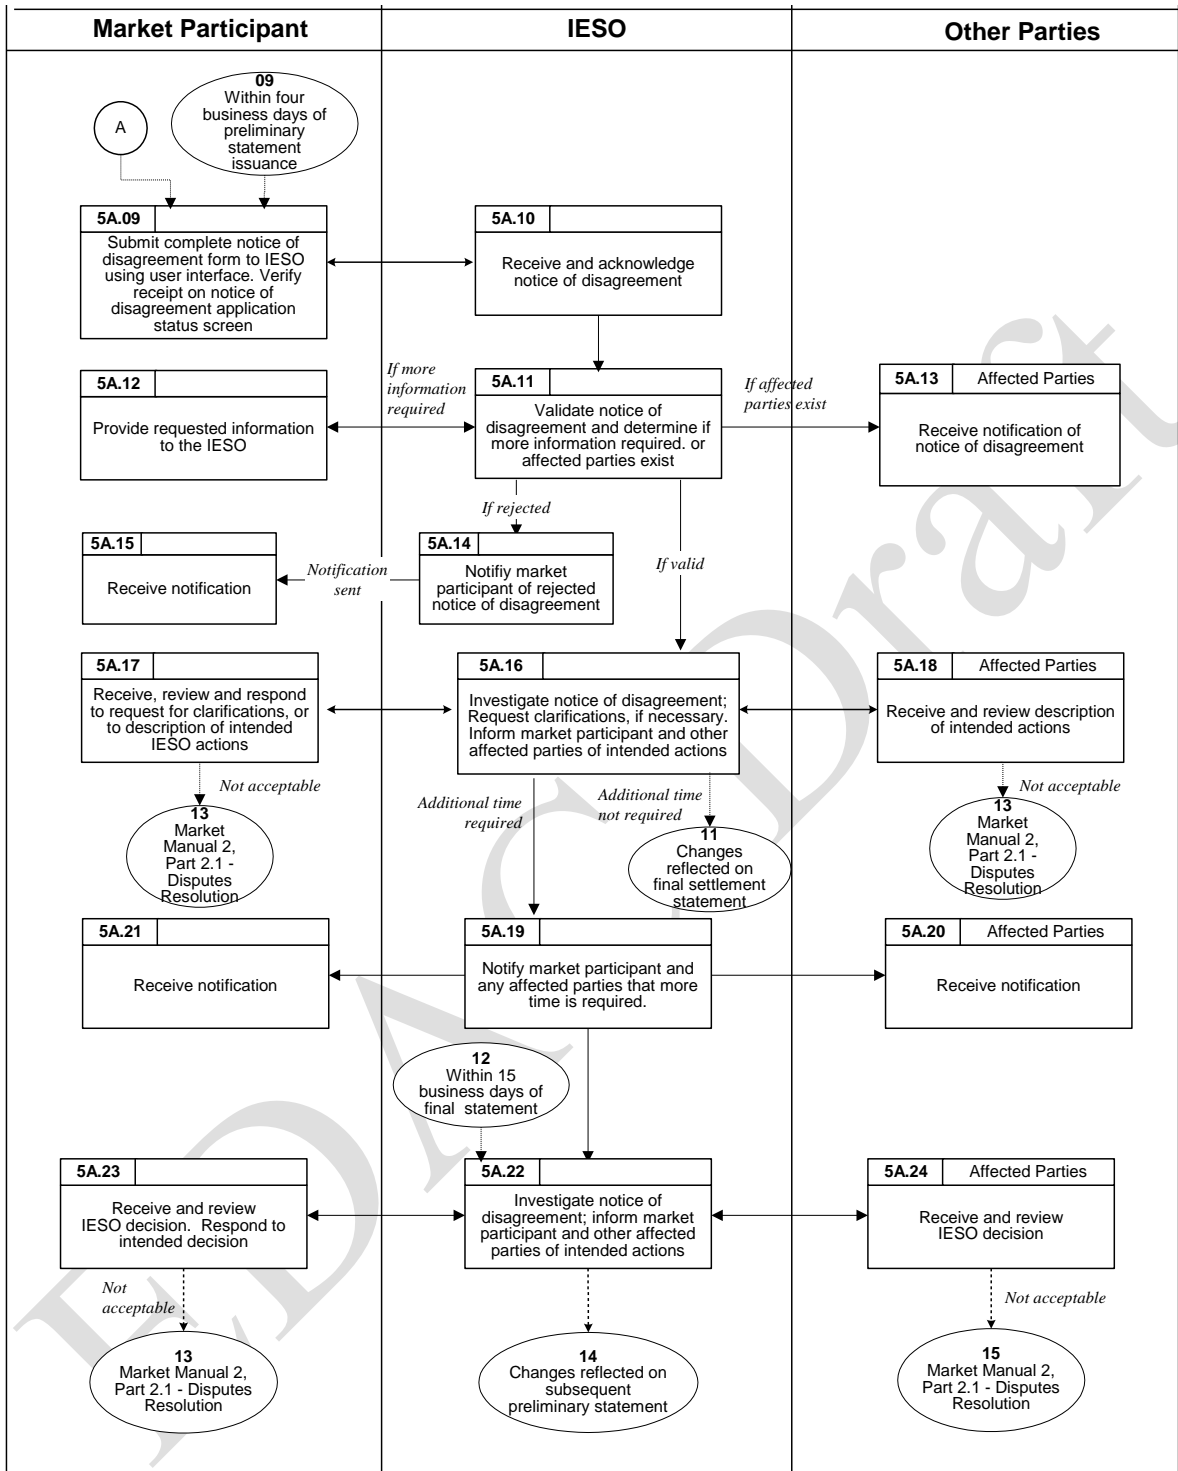 Market Participant
IESO
Other Parties
A
09
Within four
business days of
preliminary
statement
issuance
5A.09
Submit complete notice of
disagreement form to IESO
using user interface. Verify
receipt on notice of
disagreement application
status screen
5A.10
Receive and acknowledge
notice of disagreement
5A.12
Provide requested information
to the IESO
If more
information
required
5A.11
Validate notice of
disagreement and determine if
more information required. or
affected parties exist
If affected
parties exist
5A.13 Affected Parties
Receive notification of
notice of disagreement
If rejected
If valid
5A.15
Receive notification
Notification
sent
5A.14
Notifiy market
participant of rejected
notice of disagreement
5A.17
Receive, review and respond
to request for clarifications, or
to description of intended
IESO actions
5A.16
Investigate notice of disagreement;
Request clarifications, if necessary.
Inform market participant and other
affected parties of intended actions
5A.18 Affected Parties
Receive and review description
of intended actions
Not acceptable
13
Market
Manual 2,
Part 2.1 -
Disputes
Resolution
Additional time
required
Additional time
not required
11
Changes
reflected on
final settlement
statement
Not acceptable
13
Market
Manual 2,
Part 2.1 -
Disputes
Resolution
5A.21
Receive notification
5A.19
Notify market participant and
any affected parties that more
time is required.
5A.20 Affected Parties
Receive notification
12
Within 15
business days of
final statement
5A.23
Receive and review
IESO decision. Respond to
intended decision
5A.22
Investigate notice of
disagreement; inform market
participant and other affected
parties of intended actions
5A.24 Affected Parties
Receive and review
IESO decision
Not
acceptable
13
Market Manual 2,
Part 2.1 - Disputes
Resolution
14
Changes reflected on
subsequent
preliminary statement
Not acceptable
15
Market Manual 2,
Part 2.1 - Disputes
Resolution
EDAC Draft